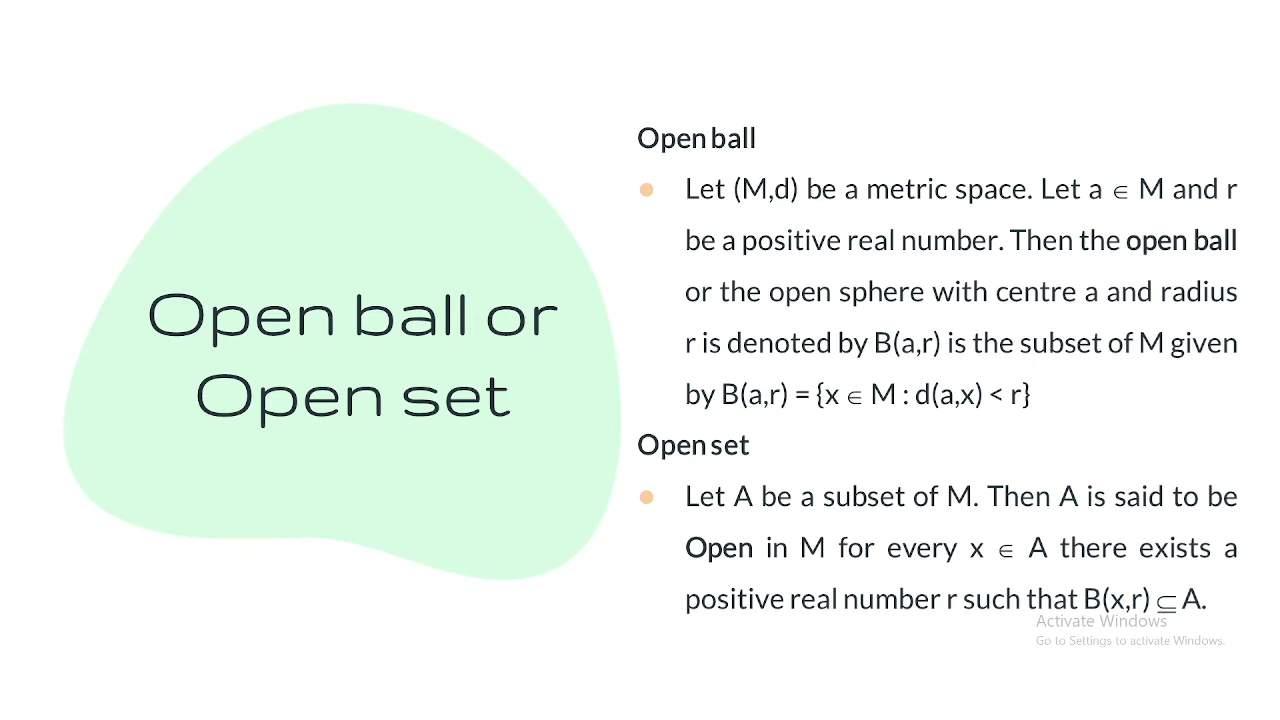 Open ball or
Open set
Open ball
Let (M,d) be a metric space. Let a ∈ M and r
be a positive real number. Then the open ball
or the open sphere with centre a and radius
r is denoted by B(a,r) is the subset of M given
by B(a,r) = {x ∈ M : d(a,x) < r}
Open set
Let A be a subset of M. Then A is said to be
Open in M for every x ∈ A there exists a
positive real number r such that B(x,r) ⊆ A.
Activate Windows
Go to Settings to activate Windows.